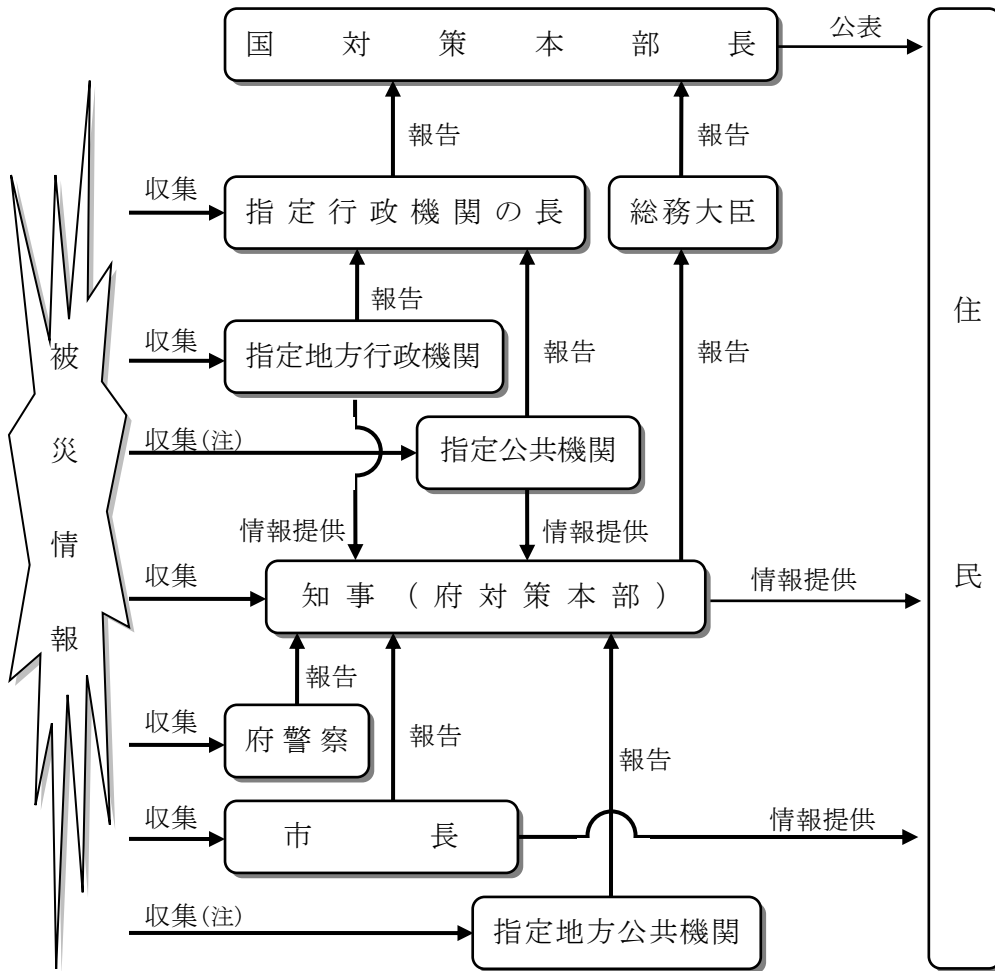 国対策本部長
公表
報告
報告
収集
指定行政機関の長
総務大臣
報告
収集
指定地方行政機関
報告
報告
収集(注)
指定公共機関
情報提供
情報提供
収集
知事(府対策本部)
情報提供
報告
収集
府警察
報告
報告
収集
市長
情報提供
収集(注)
指定地方公共機関
被災情報
住民